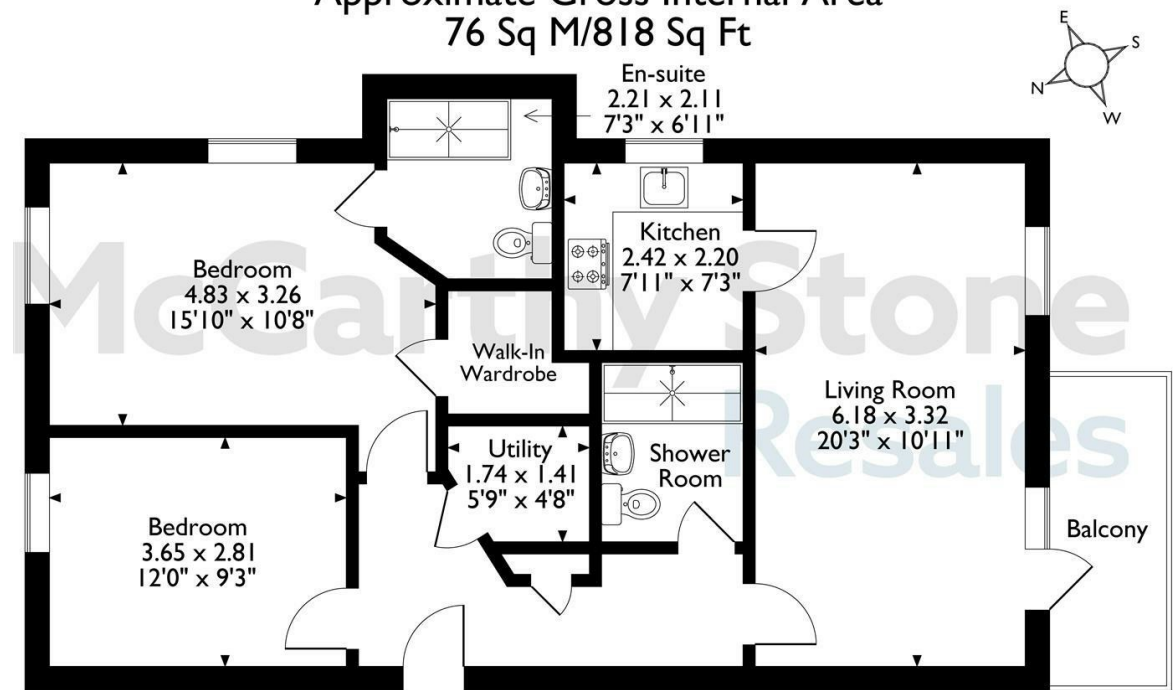 Approximate Gross Internal Area
76 Sq M/818 Sq Ft
E
S
N
W
En-suite
2.21 x 2.11
7'3" x 6'11"
Kitchen
2.42 x 2.20
7'11" x 7'3"
Bedroom
4.83 x 3.26
15'10" x 10'8"
McCarthy Stone
Resales
Walk-In
Wardrobe
Living Room
6.18 x 3.32
20'3" x 10'11"
Utility
1.74 x 1.41
5'9" x 4'8"
Shower
Room
Bedroom
3.65 x 2.81
12'0" x 9'3"
Balcony